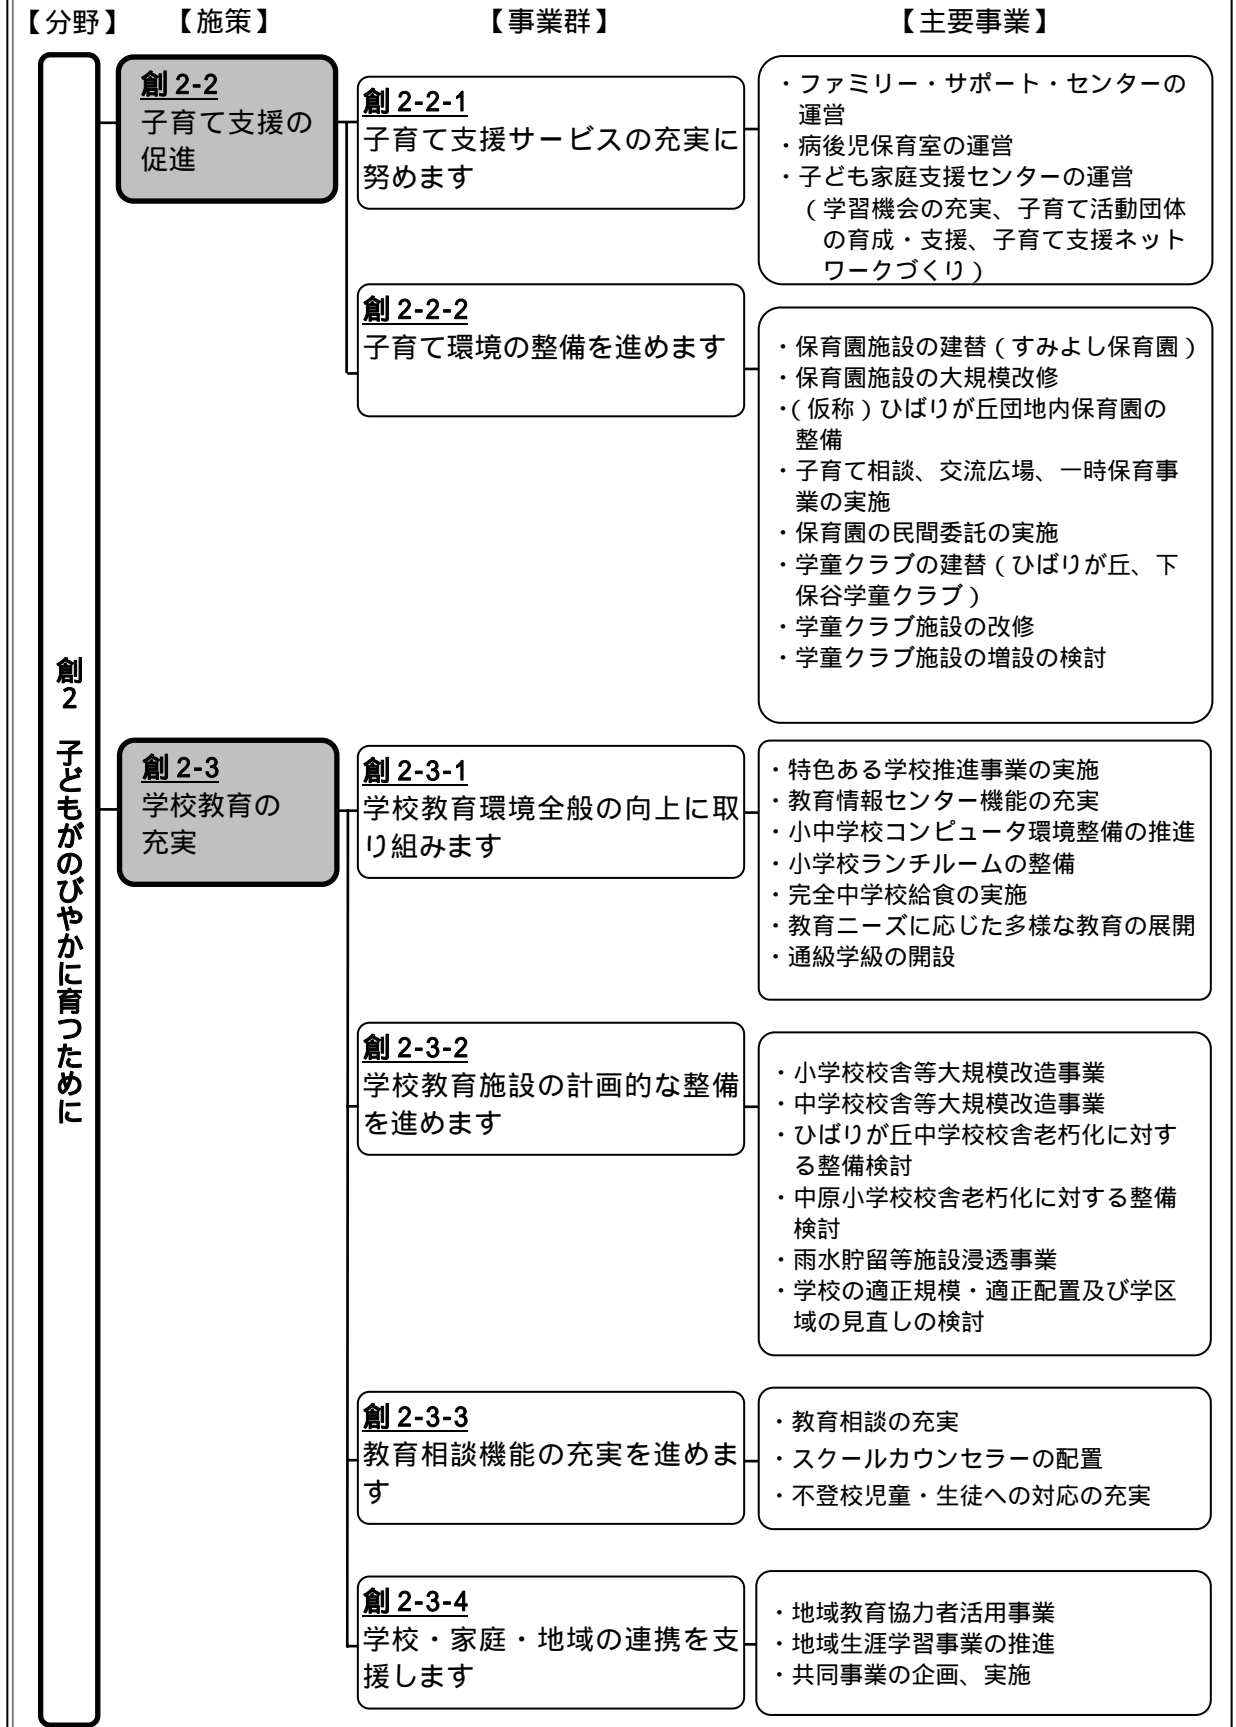 【分野】 【施策】 【事業群】 【主要事業】
創2 子どもがのびやかに育つために
創2-2
子育て支援の
促進
創2-2-1
子育て支援サービスの充実に
努めます
・ファミリー・サポート・センターの
運営
・病後児保育室の運営
・子ども家庭支援センターの運営
(学習機会の充実、子育て活動団体
の育成・支援、子育て支援ネット
ワークづくり)
創2-2-2
子育て環境の整備を進めます
・保育園施設の建替(すみよし保育園)
・保育園施設の大規模改修
・(仮称)ひばりが丘団地内保育園の
整備
・子育て相談、交流広場、一時保育事
業の実施
・保育園の民間委託の実施
・学童クラブの建替(ひばりが丘、下
保谷学童クラブ)
・学童クラブ施設の改修
・学童クラブ施設の増設の検討
創2-3
学校教育の
充実
創2-3-1
学校教育環境全般の向上に取
り組みます
・特色ある学校推進事業の実施
・教育情報センター機能の充実
・小中学校コンピュータ環境整備の推進
・小学校ランチルームの整備
・完全中学校給食の実施
・教育ニーズに応じた多様な教育の展開
・通級学級の開設
創2-3-2
学校教育施設の計画的な整備
を進めます
・小学校校舎等大規模改造事業
・中学校校舎等大規模改造事業
・ひばりが丘中学校校舎老朽化に対す
る整備検討
・中原小学校校舎老朽化に対する整備
検討
・雨水貯留等施設浸透事業
・学校の適正規模・適正配置及び学区
域の見直しの検討
創2-3-3
教育相談機能の充実を進めま
す
・教育相談の充実
・スクールカウンセラーの配置
・不登校児童・生徒への対応の充実
創2-3-4
学校・家庭・地域の連携を支
援します
・地域教育協力者活用事業
・地域生涯学習事業の推進
・共同事業の企画、実施